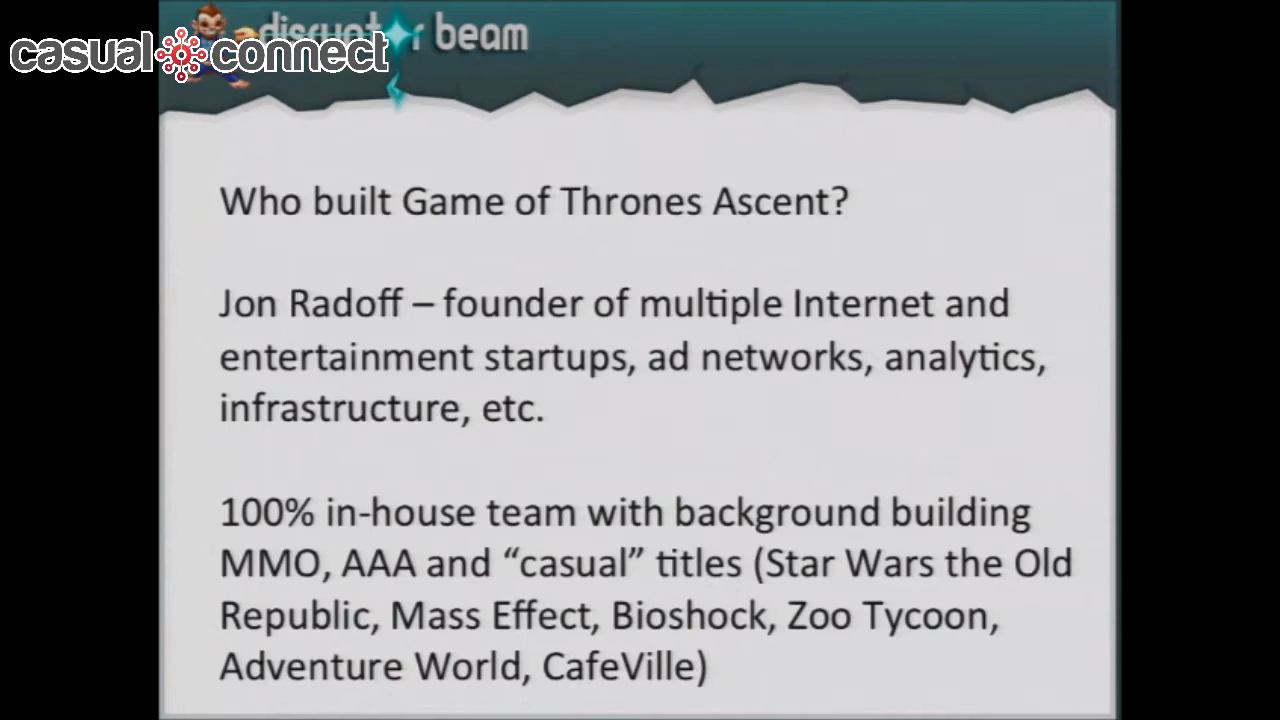 disruptor beam
casual connect
Who built Game of Thrones Ascent?
Jon Radoff – founder of multiple Internet and
entertainment startups, ad networks, analytics,
infrastructure, etc.
100% in-house team with background building
MMO, AAA and “casual” titles (Star Wars the Old
Republic, Mass Effect, Bioshock, Zoo Tycoon,
Adventure World, CafeVille)